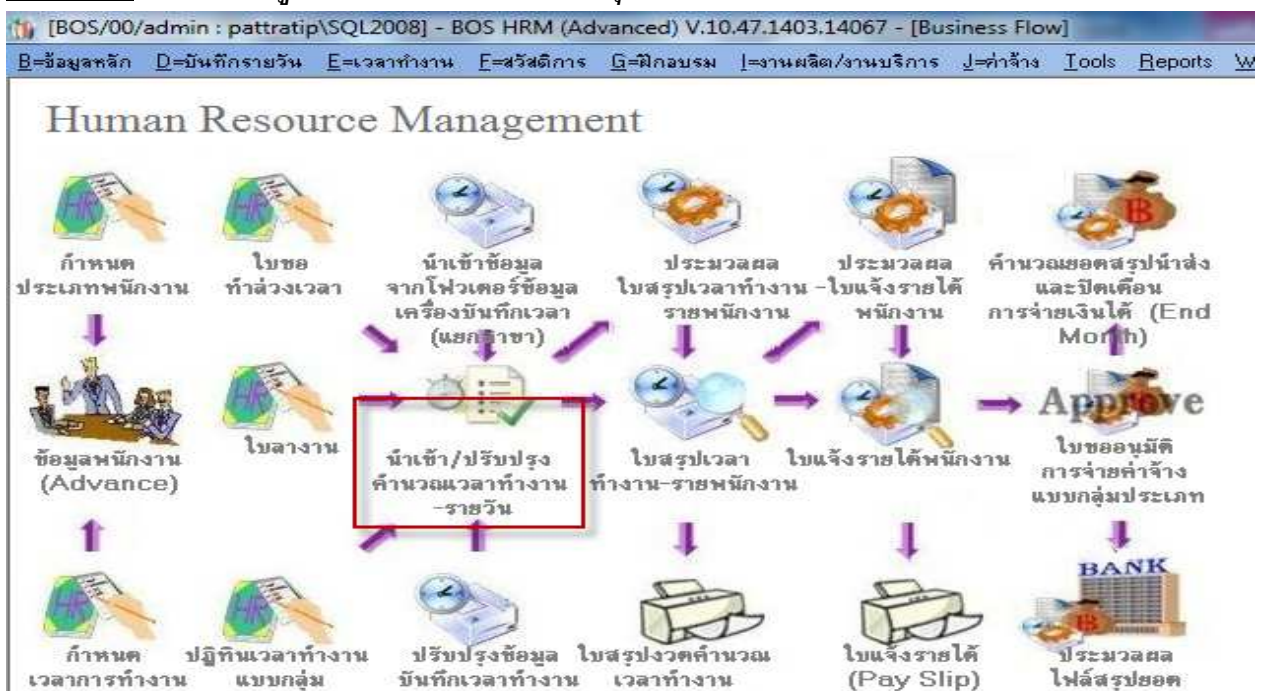 [BOS/00/admin : pattratip\SQL2008] - BOS HRM (Advanced) V.10.47.1403.14067 - [Business Flow]
B=ข้อมูลหลัก D=บันทึกรายวัน E=เวลาทำงาน F=สวัสดิการ G=ฝึกอบรม I=งานผลิต/งานบริการ J=ค่าจ้าง Tools Reports W
Human Resource Management
กำหนด
ประเภทพนักงาน
ใบขอ
ทำล่วงเวลา
นำเข้าข้อมูล
จากโฟวเดอร์ข้อมูล
เครื่องบันทึกเวลา
(แยกสาขา)
ประมวลผล
ใบสรุปเวลาทำงาน
รายพนักงาน
ประมวลผล
-ใบแจ้งรายได้
พนักงาน
คำนวณยอดสรุปนำส่ง
และปิดเดือน
การจ่ายเงินได้ (End
Month)
ข้อมูลพนักงาน
(Advance)
ใบลางาน
นำเข้า/ปรับปรุง
คำนวณเวลาทำงาน
-รายวัน
ใบสรุปเวลา
ทำงาน-รายพนักงาน
ใบแจ้งรายได้พนักงาน
Approve
ใบขออนุมัติ
การจ่ายค่าจ้าง
แบบกลุ่มประเภท
กำหนด
เวลาการทำงาน
ปฏิทินเวลาทำงาน
แบบกลุ่ม
ปรับปรุงข้อมูล
บันทึกเวลาทำงาน
ใบสรุปงวดคำนวณ
เวลาทำงาน
ใบแจ้งรายได้
(Pay Slip)
BANK
ประมวลผล
ไฟล์สรุปยอด